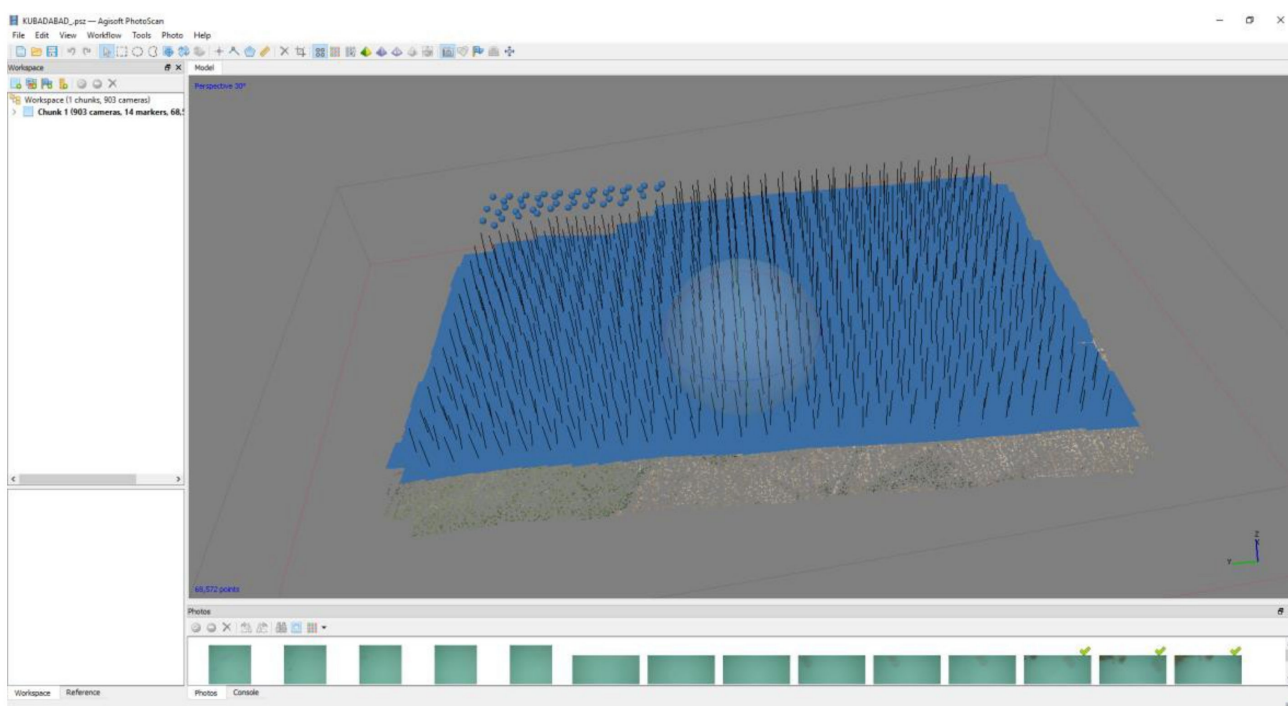 KUBADABAD_.psz — Agisoft PhotoScan
File Edit View Workflow Tools Photo Help
Workspace
Model
Perspective 30°
Workspace (1 chunks, 903 cameras)
Chunk 1 (903 cameras, 14 markers, 68,5
Z
Y
68,572 points
Photos
Workspace Reference
Photos Console